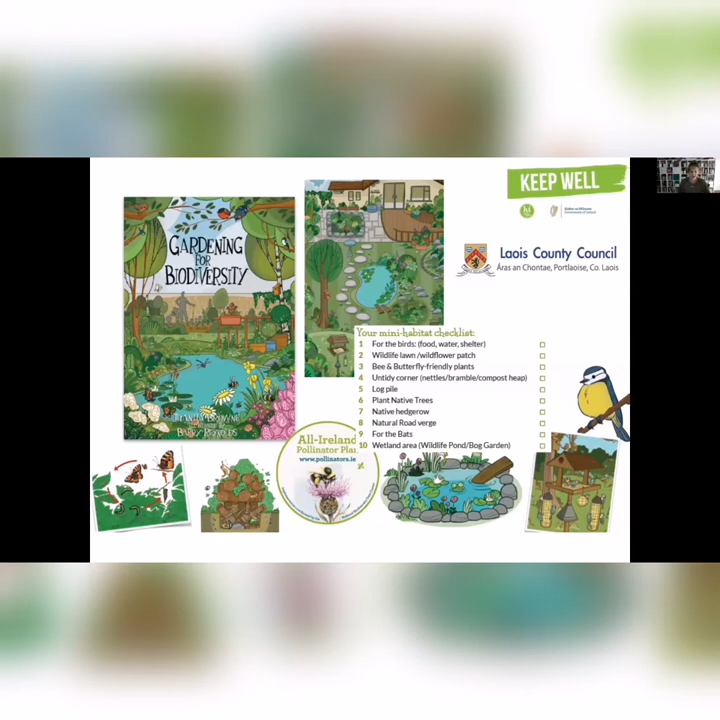 GARDENING
FOR
BIODIVERSITY
KEEP WELL
Laois County Council
Áras an Chontae, Portlaoise, Co. Laois
Your mini-habitat checklist:
1 For the birds: (food, water, shelter)
2 Wildlife lawn /wildflower patch
3 Bee & Butterfly-friendly plants
4 Untidy corner (nettles/bramble/compost heap)
5 Log pile
6 Plant Native Trees
7 Native hedgerow
8 Natural Road verge
9 For the Bats
10 Wetland area (Wildlife Pond/Bog Garden)
All-Ireland
Pollinator Plan
www.pollinators.ie